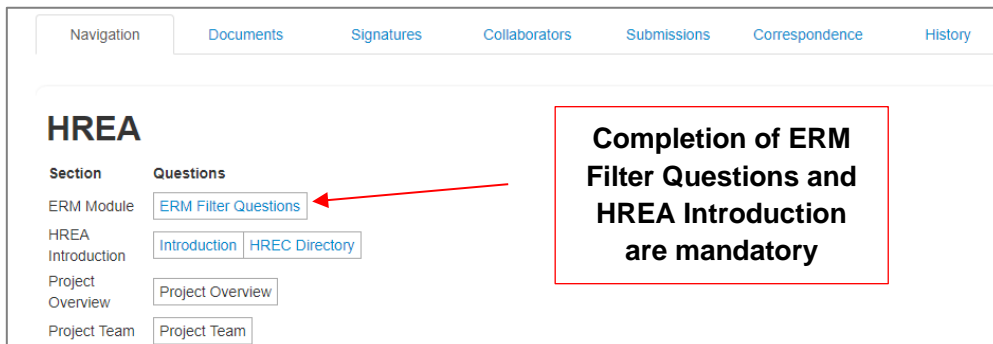 Navigation Documents Signatures Collaborators Submissions Correspondence History
HREA
Section Questions
ERM Module ERM Filter Questions
HREA
Introduction Introduction HREC Directory
Project
Overview Project Overview
Project Team Project Team
Completion of ERM
Filter Questions and
HREA Introduction
are mandatory